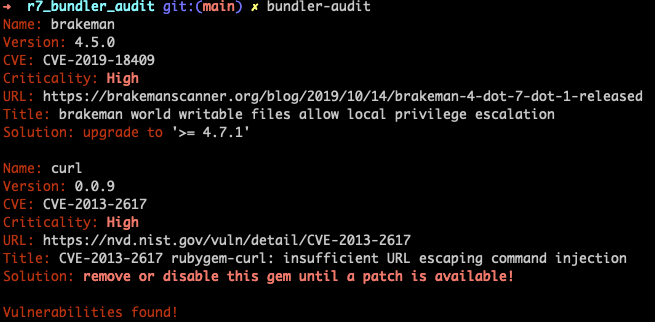 ➜ r7_bundler_audit git:(main) ✗ bundler-audit
Name: brakeman
Version: 4.5.0
CVE: CVE-2019-18409
Criticality: High
URL: https://brakemanscanner.org/blog/2019/10/14/brakeman-4-dot-7-dot-1-released
Title: brakeman world writable files allow local privilege escalation
Solution: upgrade to '>= 4.7.1'
Name: curl
Version: 0.0.9
CVE: CVE-2013-2617
Criticality: High
URL: https://nvd.nist.gov/vuln/detail/CVE-2013-2617
Title: CVE-2013-2617 rubygem-curl: insufficient URL escaping command injection
Solution: remove or disable this gem until a patch is available!
Vulnerabilities found!